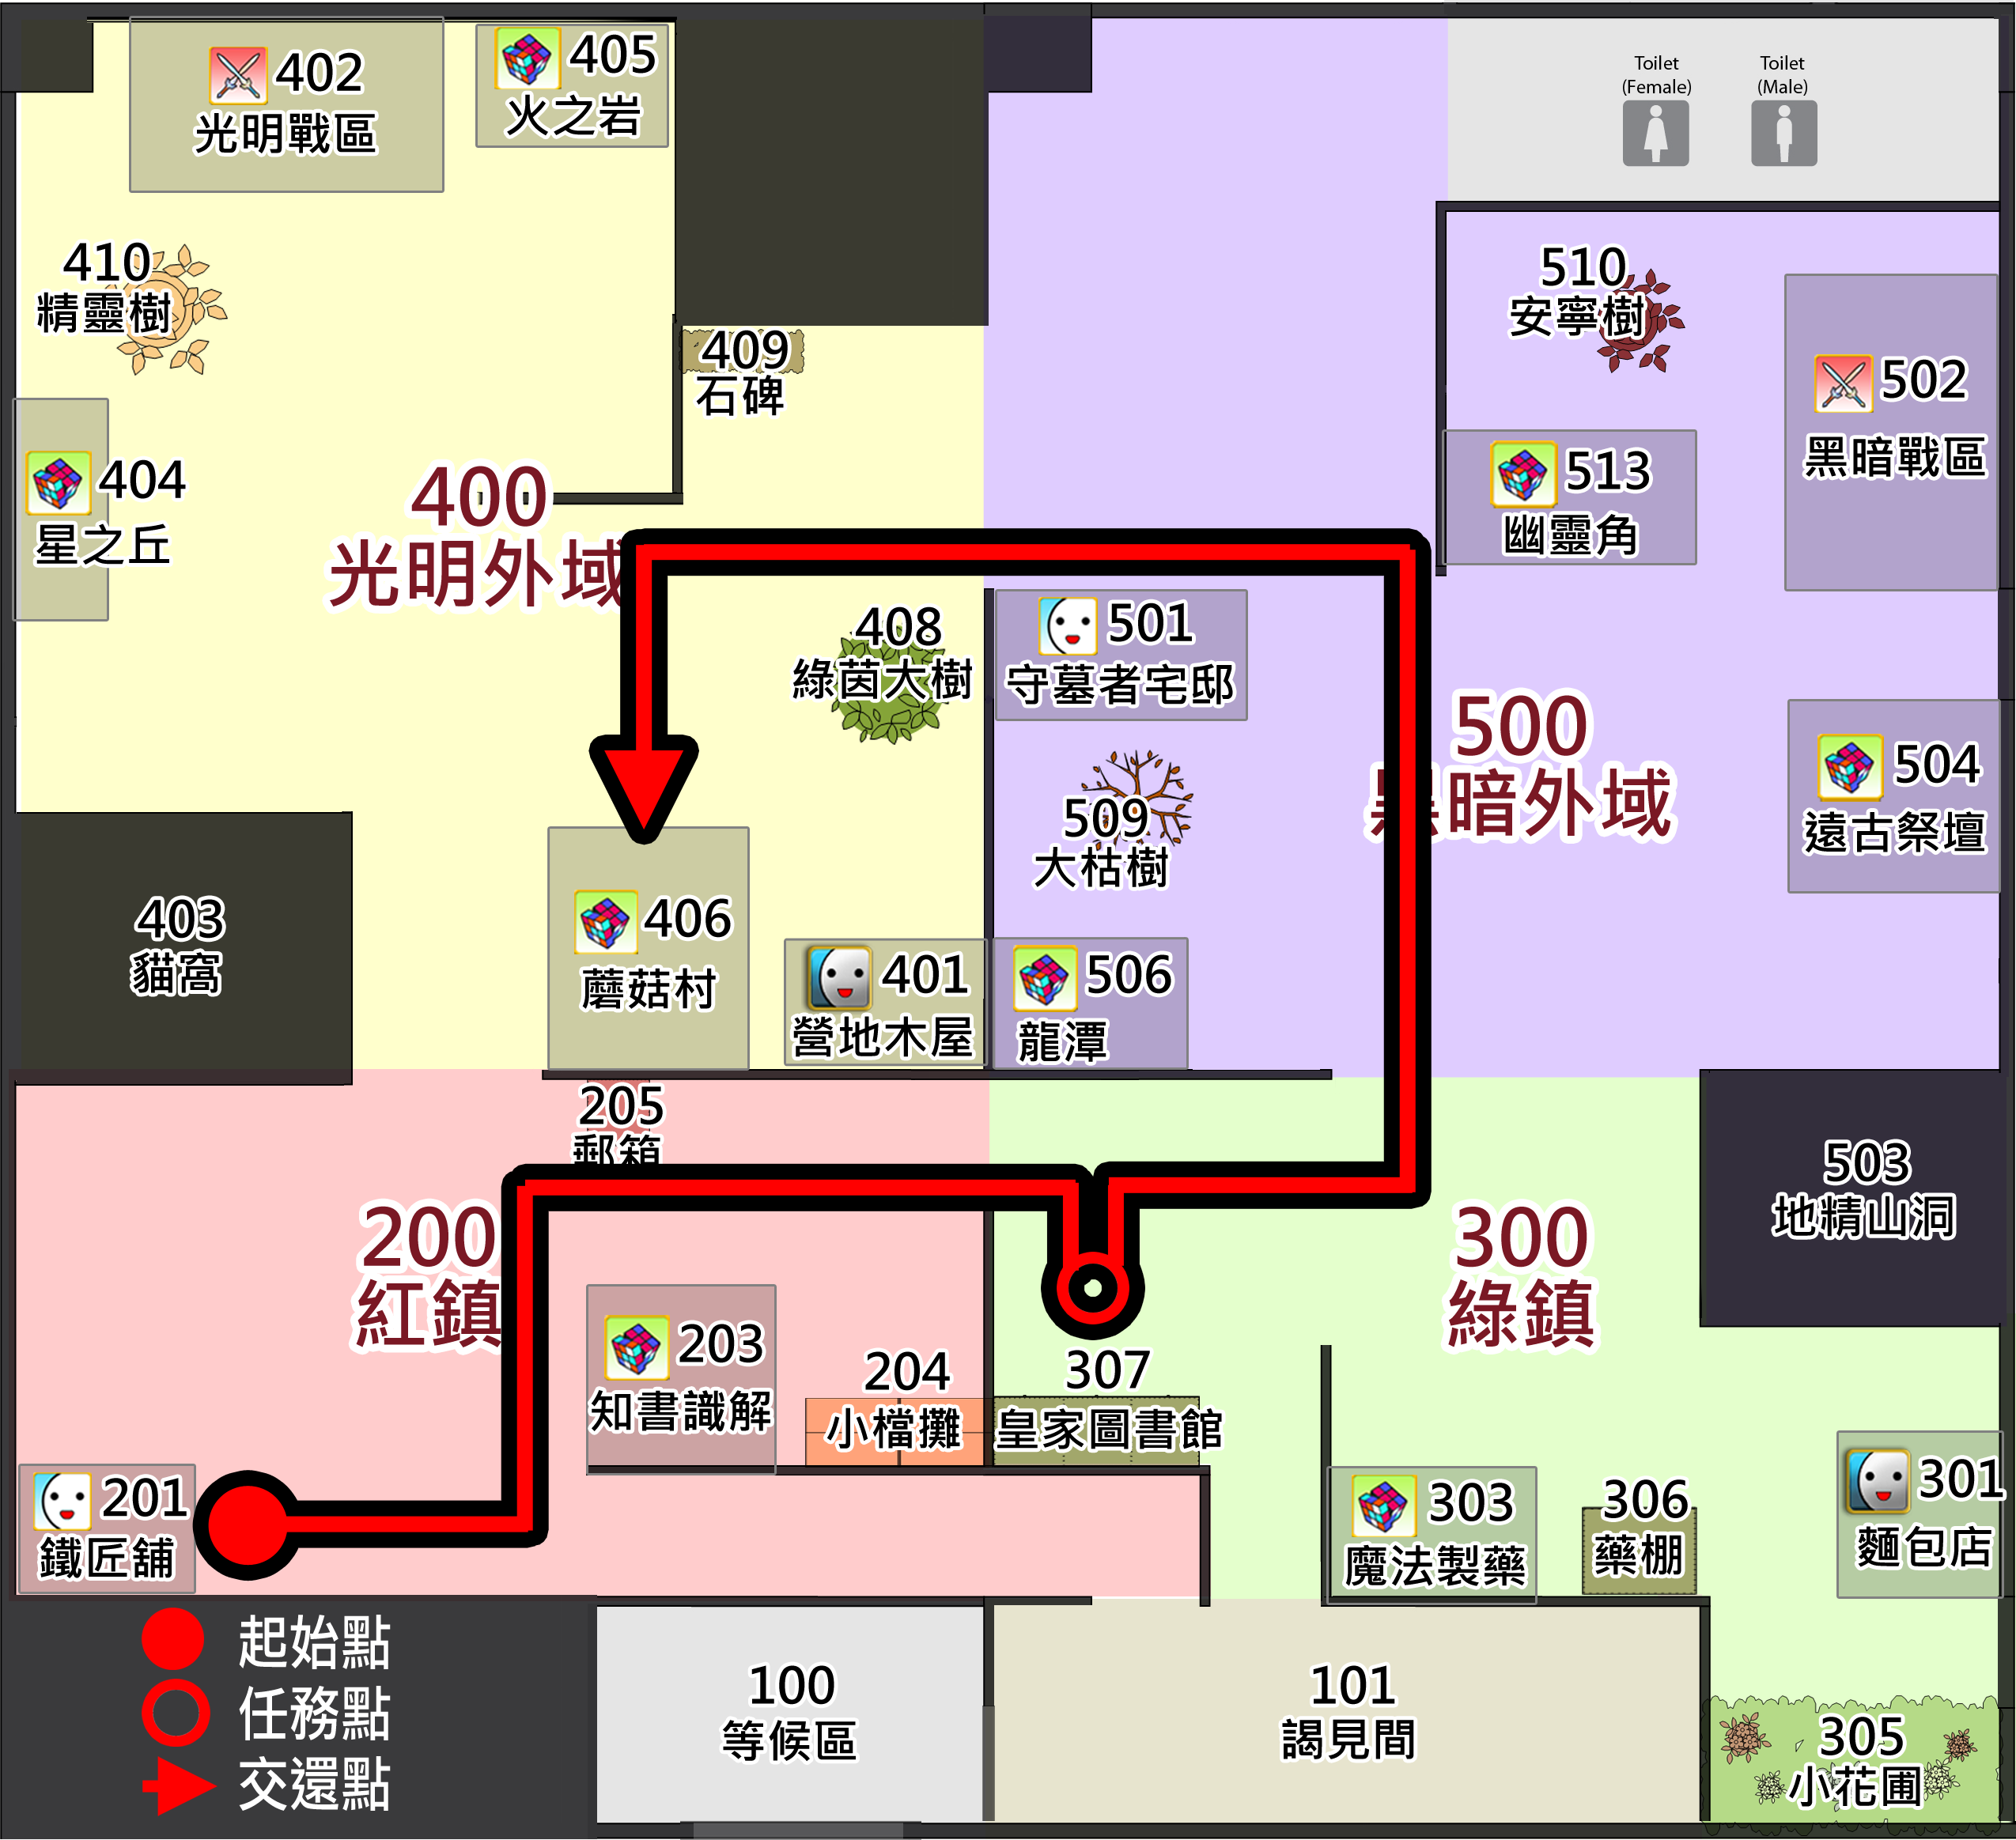 402
光明戰區
405
火之岩
Toilet
(Female)
Toilet
(Male)
410
精靈樹
409
石碑
510
安寧樹
502
黑暗戰區
404
星之丘
400
光明外域
513
幽靈角
408
綠茵大樹
501
守墓者宅邸
500
黑暗外域
504
遠古祭壇
509
大枯樹
403
貓窩
406
蘑菇村
401
營地木屋
506
龍潭
205
郵箱
503
地精山洞
200
紅鎮
300
綠鎮
203
知書識解
204
小檔攤
307
皇家圖書館
201
鐵匠舖
303
魔法製藥
306
藥棚
301
麵包店
起始點
任務點
交還點
100
等候區
101
謁見間
305
小花圃